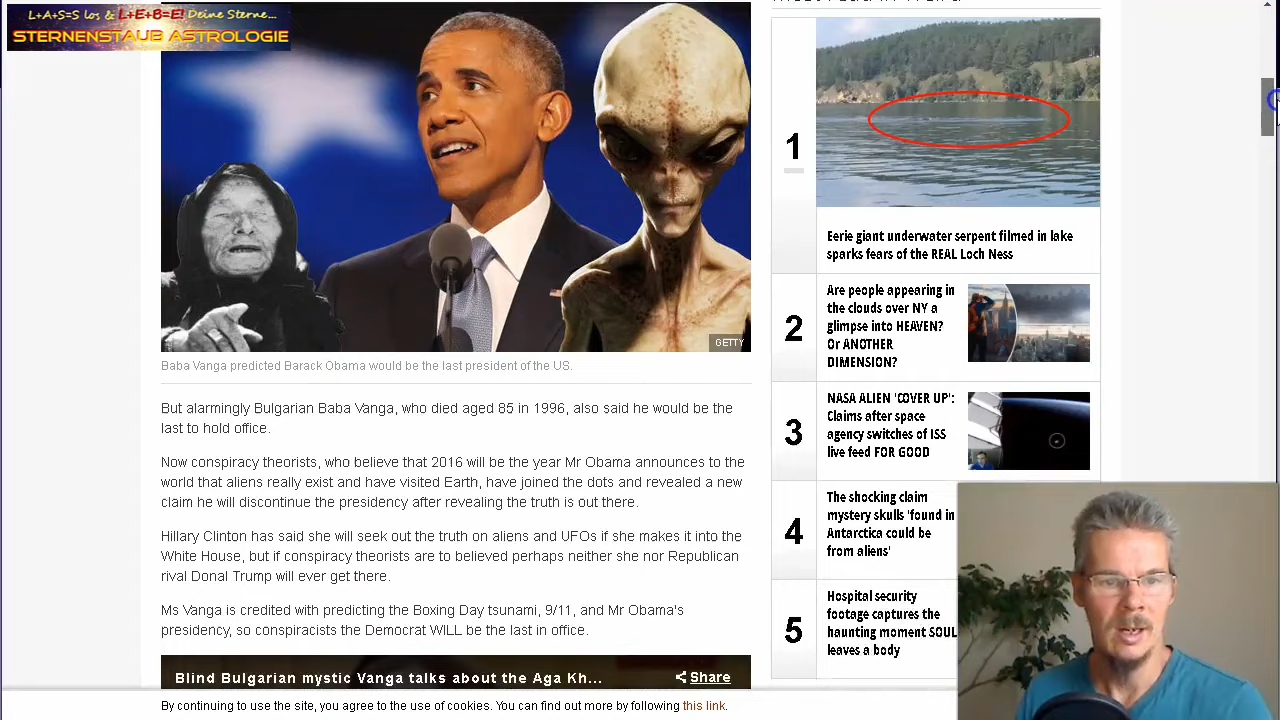 L+A+S+S los & L+E+B+E! Deine Sterne...
STERNENSTAUB ASTROLOGIE
GETTY
Baba Vanga predicted Barack Obama would be the last president of the US.
But alarmingly Bulgarian Baba Vanga, who died aged 85 in 1996, also said he would be the
last to hold office.
Now conspiracy theorists, who believe that 2016 will be the year Mr Obama announces to the
world that aliens really exist and have visited Earth, have joined the dots and revealed a new
claim he will discontinue the presidency after revealing the truth is out there.
Hilary Clinton has said she will seek out the truth on aliens and UFOs if she makes it into the
White House, but if conspiracy theorists are to believed perhaps neither she nor Republican
rival Donal Trump will ever get there.
Ms Vanga is credited with predicting the Boxing Day tsunami, 9/11, and Mr Obama's
presidency, so conspiracists the Democrat WILL be the last in office.
Blind Bulgarian mystic Vanga talks about the Aga Kh...
Share
By continuing to use the site, you agree to the use of cookies. You can find out more by following this link.
1
Eerie giant underwater serpent filmed in lake
sparks fears of the REAL Loch Ness
2
Are people appearing in
the clouds over NY a
glimpse into HEAVEN?
Or ANOTHER
DIMENSION?
3
NASA ALIEN 'COVER UP':
Claims after space
agency switches of ISS
live feed FOR GOOD
4
The shocking claim
mystery skulls 'found in
Antarctica could be
from aliens'
5
Hospital security
footage captures the
haunting moment SOUL
leaves a body